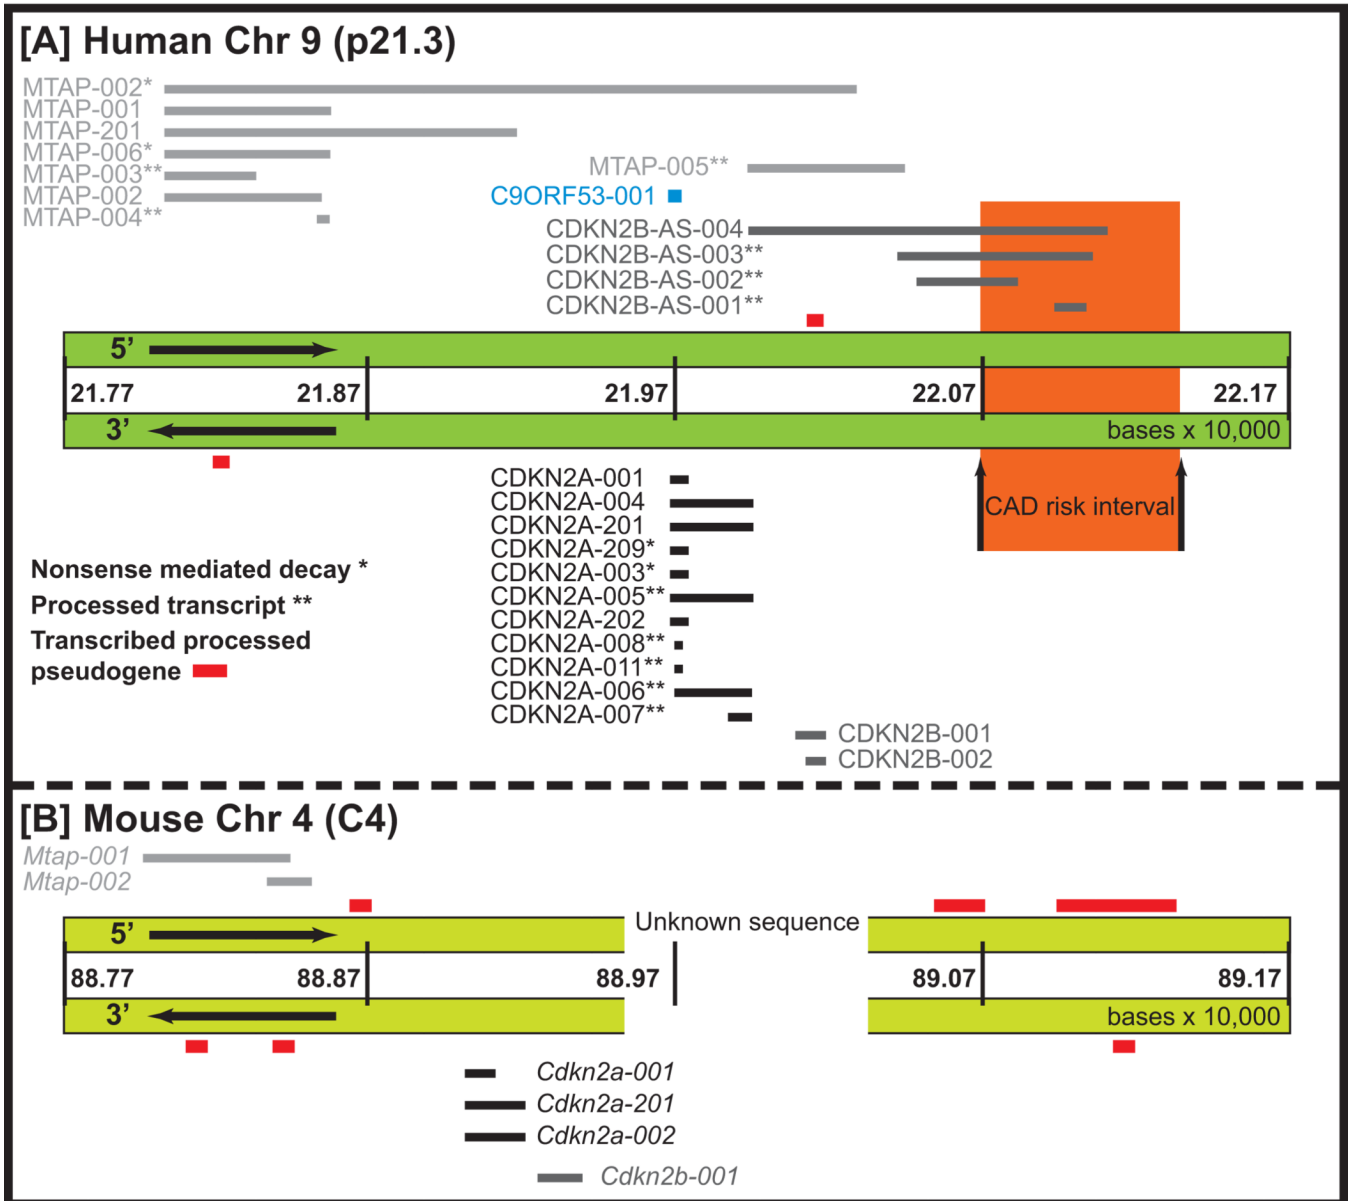 [A] Human Chr 9 (p21.3)
MTAP-002*
MTAP-001
MTAP-201
MTAP-006*
MTAP-003**
MTAP-002
MTAP-004**
MTAP-005**
C9ORF53-001
CDKN2B-AS-004
CDKN2B-AS-003**
CDKN2B-AS-002**
CDKN2B-AS-001**
5’
21.77 21.87 21.97 22.07 22.17
3’ bases x 10,000
CAD risk interval
CDKN2A-001
CDKN2A-004
CDKN2A-201
CDKN2A-209*
CDKN2A-003*
CDKN2A-005**
CDKN2A-202
CDKN2A-008**
CDKN2A-011**
CDKN2A-006**
CDKN2A-007**
CDKN2B-001
CDKN2B-002
Nonsense mediated decay *
Processed transcript **
Transcribed processed
pseudogene
[B] Mouse Chr 4 (C4)
Mtap-001
Mtap-002
Unknown sequence
5’
88.77 88.87 88.97 89.07 89.17
3’ bases x 10,000
Cdkn2a-001
Cdkn2a-201
Cdkn2a-002
Cdkn2b-001